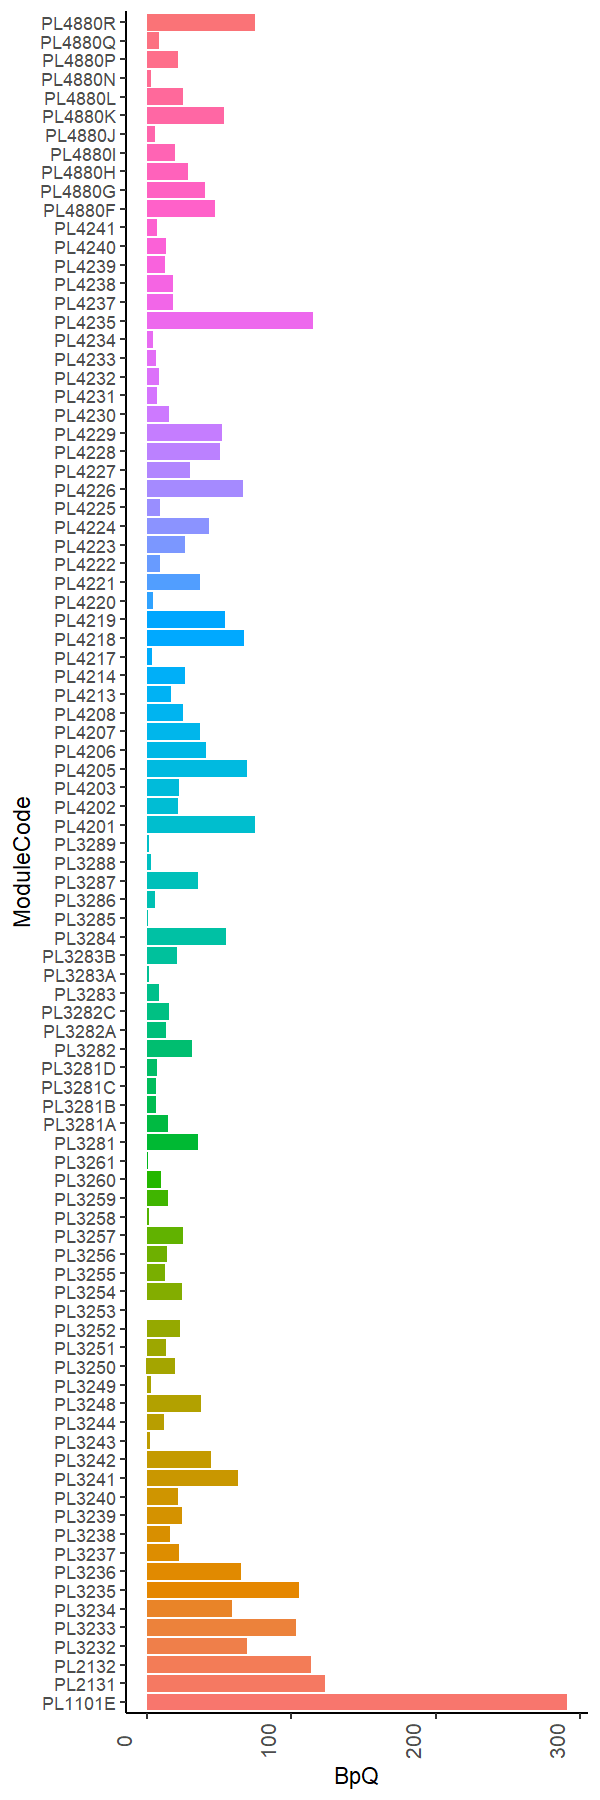 PL4880R
PL4880Q
PL4880P
PL4880N
PL4880L
PL4880K
PL4880J
PL4880I
PL4880H
PL4880G
PL4880F
PL4241
PL4240
PL4239
PL4238
PL4237
PL4235
PL4234
PL4233
PL4232
PL4231
PL4230
PL4229
PL4228
PL4227
PL4226
PL4225
PL4224
PL4223
PL4222
PL4221
PL4220
PL4219
PL4218
PL4217
PL4214
PL4213
PL4208
PL4207
PL4206
PL4205
PL4203
PL4202
PL4201
PL3289
PL3288
PL3287
PL3286
PL3285
PL3284
PL3283B
PL3283A
PL3283
PL3282C
PL3282A
PL3282
PL3281D
PL3281C
PL3281B
PL3281A
PL3281
PL3261
PL3260
PL3259
PL3258
PL3257
PL3256
PL3255
PL3254
PL3253
PL3252
PL3251
PL3250
PL3249
PL3248
PL3244
PL3243
PL3242
PL3241
PL3240
PL3239
PL3238
PL3237
PL3236
PL3235
PL3234
PL3233
PL3232
PL2132
PL2131
PL1101E
ModuleCode
0
100
200
300
BpQ